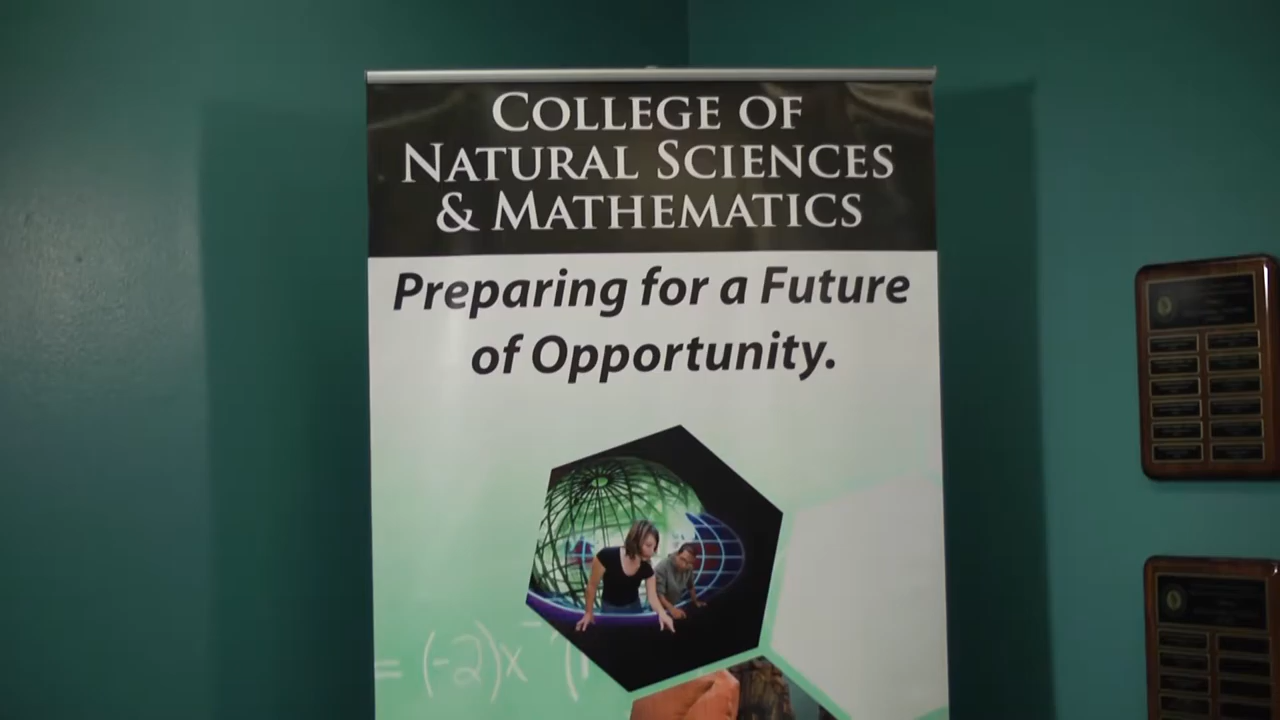 COLLEGE OF
NATURAL SCIENCES
& MATHEMATICS
Preparing for a Future
of Opportunity.
= (-2)x